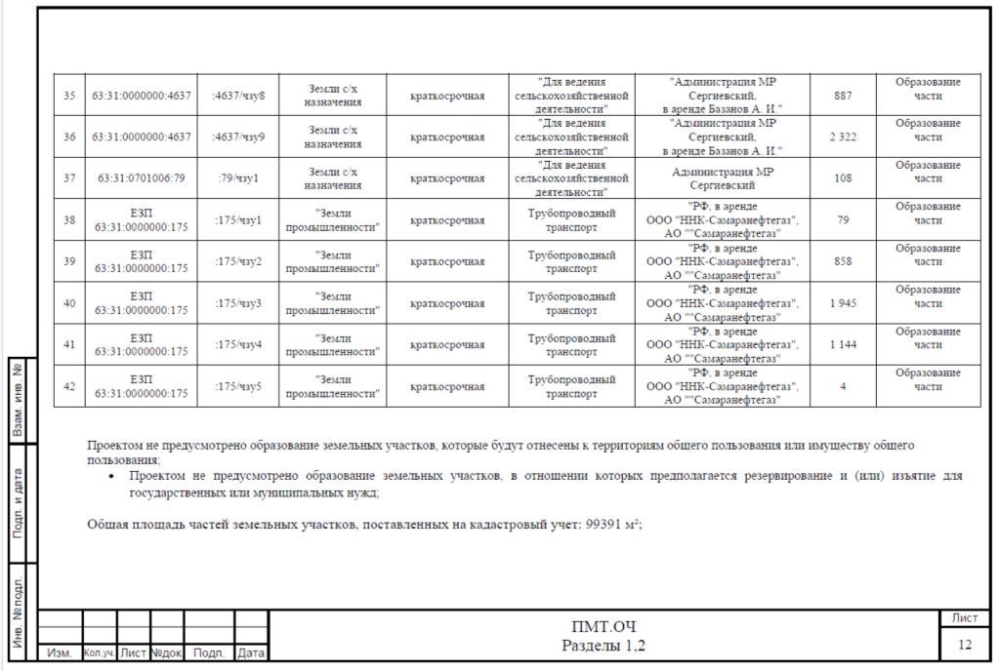 35 63:31:0000000:4637 :4637/чзу8 Земли с/х назначения краткосрочная "Для ведения сельскохозяйственной деятельности" "Администрация МР Сергиевский, в аренде Базанов А. И." 887 Образование части
36 63:31:0000000:4637 :4637/чзу9 Земли с/х назначения краткосрочная "Для ведения сельскохозяйственной деятельности" "Администрация МР Сергиевский, в аренде Базанов А. И." 2 322 Образование части
37 63:31:0701006:79 :79/чзу1 Земли с/х назначения краткосрочная "Для ведения сельскохозяйственной деятельности" Администрация МР Сергиевский 108 Образование части
38 ЕЗП 63:31:0000000:175 :175/чзу1 "Земли промышленности" краткосрочная Трубопроводный транспорт "РФ, в аренде ООО "ННК-Самаранефтегаз", АО ""Самаранефтегаз" 79 Образование части
39 ЕЗП 63:31:0000000:175 :175/чзу2 "Земли промышленности" краткосрочная Трубопроводный транспорт "РФ, в аренде ООО "ННК-Самаранефтегаз", АО ""Самаранефтегаз" 858 Образование части
40 ЕЗП 63:31:0000000:175 :175/чзу3 "Земли промышленности" краткосрочная Трубопроводный транспорт "РФ, в аренде ООО "ННК-Самаранефтегаз", АО ""Самаранефтегаз" 1 945 Образование части
41 ЕЗП 63:31:0000000:175 :175/чзу4 "Земли промышленности" краткосрочная Трубопроводный транспорт "РФ, в аренде ООО "ННК-Самаранефтегаз", АО ""Самаранефтегаз" 1 144 Образование части
42 ЕЗП 63:31:0000000:175 :175/чзу5 "Земли промышленности" краткосрочная Трубопроводный транспорт "РФ, в аренде ООО "ННК-Самаранефтегаз", АО ""Самаранефтегаз" 4 Образование части
Проектом не предусмотрено образование земельных участков, которые будут отнесены к территориям общего пользования или имуществу общего
пользования;
• Проектом не предусмотрено образование земельных участков, в отношении которых предполагается резервирование и (или) изъятие для
государственных или муниципальных нужд;
Общая площадь частей земельных участков, поставленных на кадастровый учет: 99391 м²;
Взам. инв. №
Подп. и дата
Инв. №подл.
Изм. Кол.уч. Лист №док Подп. Дата
ПМТ.ОЧ
Разделы 1,2
Лист
12